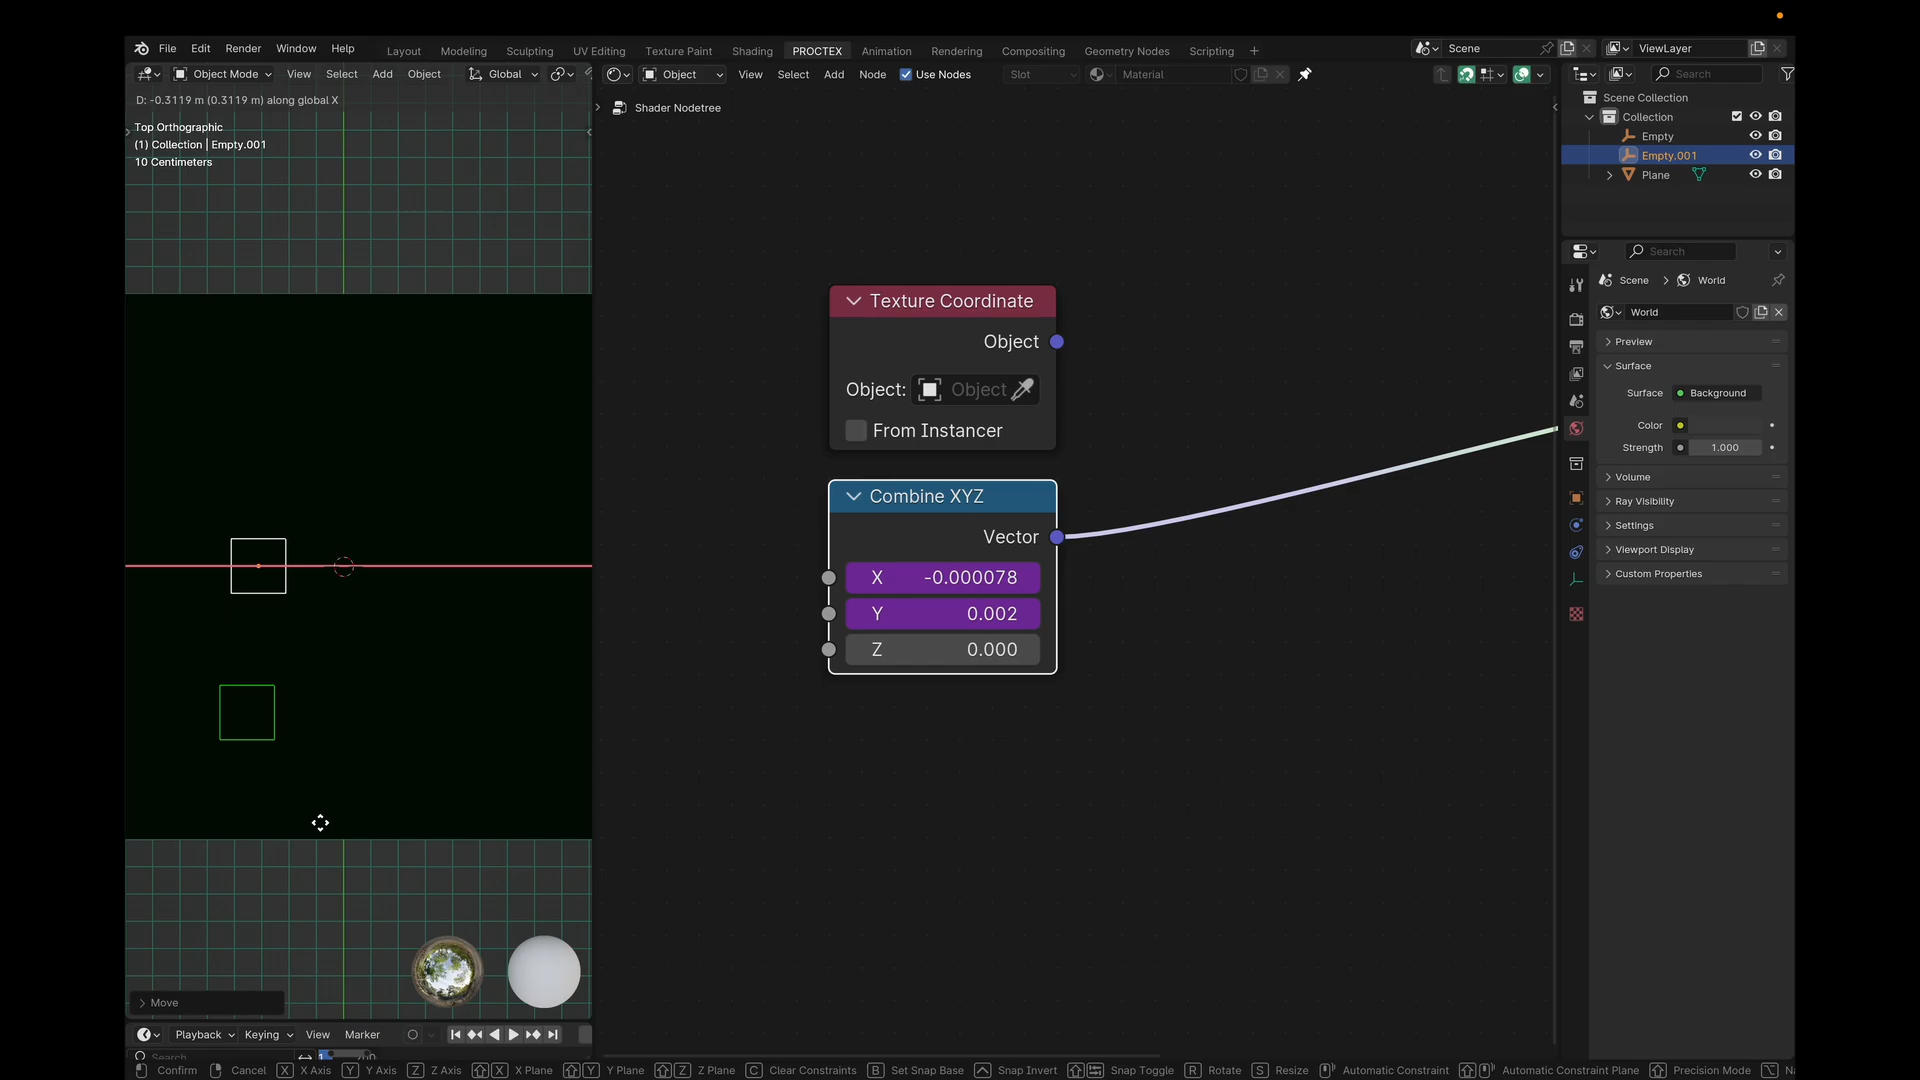 File Edit Render Window Help Layout Modeling Sculpting UV Editing Texture Paint Shading PROCTEX Animation Rendering Compositing Geometry Nodes Scripting + Scene ViewLayer
Object Mode View Select Add Object Global Object View Select Add Node Use Nodes Slot Material Search
D: -0.3119 m (0.3119 m) along global X
Top Orthographic
(1) Collection | Empty.001
10 Centimeters
Shader Nodetree
Texture Coordinate
Object
Object: Object
From Instancer
Combine XYZ
Vector
X -0.000078
Y 0.002
Z 0.000
Scene Collection
Collection
Empty
Empty.001
Plane
Search
Scene > World
World
Preview
Surface
Surface Background
Color
Strength 1.000
Volume
Ray Visibility
Settings
Viewport Display
Custom Properties
Move
Playback Keying View Marker
Search
Confirm Cancel X X Axis Y Y Axis Z Z Axis X X Plane Y Y Plane Z Z Plane C Clear Constraints B Set Snap Base Snap Invert Snap Toggle R Rotate S Resize Automatic Constraint Automatic Constraint Plane Precision Mode